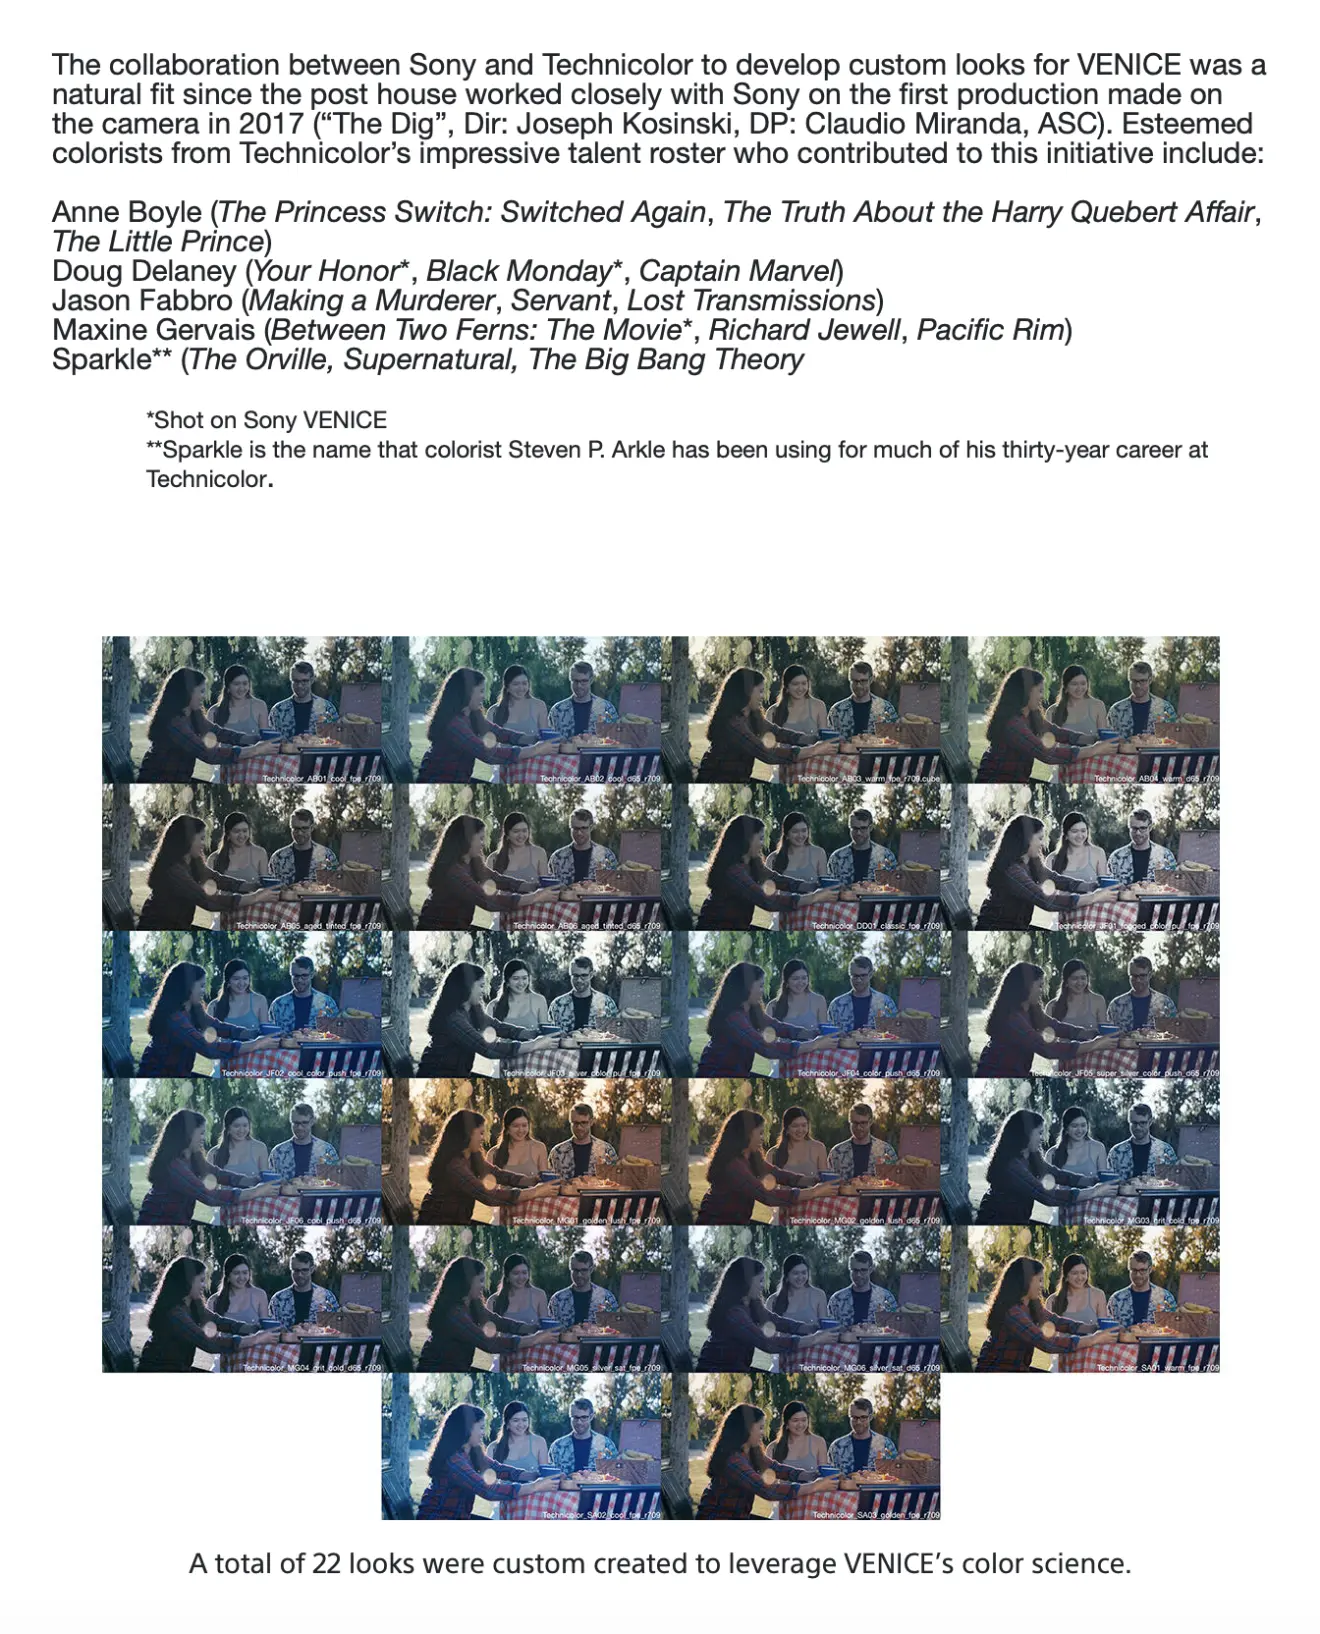 The collaboration between Sony and Technicolor to develop custom looks for VENICE was a
natural fit since the post house worked closely with Sony on the first production made on
the camera in 2017 (“The Dig”, Dir: Joseph Kosinski, DP: Claudio Miranda, ASC). Esteemed
colorists from Technicolor’s impressive talent roster who contributed to this initiative include:
Anne Boyle (The Princess Switch: Switched Again, The Truth About the Harry Quebert Affair,
The Little Prince)
Doug Delaney (Your Honor*, Black Monday*, Captain Marvel)
Jason Fabbro (Making a Murderer, Servant, Lost Transmissions)
Maxine Gervais (Between Two Ferns: The Movie*, Richard Jewell, Pacific Rim)
Sparkle** (The Orville, Supernatural, The Big Bang Theory
*Shot on Sony VENICE
**Sparkle is the name that colorist Steven P. Arkle has been using for much of his thirty-year career at
Technicolor.
Technicolor_AB01_cool_fpe_r709
Technicolor_AB02_cool_d65_r709
Technicolor_AB03_warm_fpe_r709.cube
Technicolor_AB04_warm_d65_r709
Technicolor_AB05_aged_tinted_fpe_r709
Technicolor_AB06_aged_tinted_d65_r709
Technicolor_DD01_classic_fpe_r709
Technicolor_JF01_forged_color_pull_fpe_r709
Technicolor_JF02_cool_color_push_fpe_r709
Technicolor_JF03_silver_color_pull_fpe_r709
Technicolor_JF04_color_push_d65_r709
Technicolor_JF05_super_silver_color_push_d65_r709
Technicolor_JF06_cool_push_d65_r709
Technicolor_MG01_golden_lush_fpe_r709
Technicolor_MG02_golden_lush_d65_r709
Technicolor_MG03_grit_cold_fpe_r709
Technicolor_MG04_grit_cold_d65_r709
Technicolor_MG05_silver_sat_fpe_r709
Technicolor_MG06_silver_sat_d65_r709
Technicolor_SA01_warm_fpe_r709
Technicolor_SA02_cool_fpe_r709
Technicolor_SA03_golden_fpe_r709
A total of 22 looks were custom created to leverage VENICE’s color science.